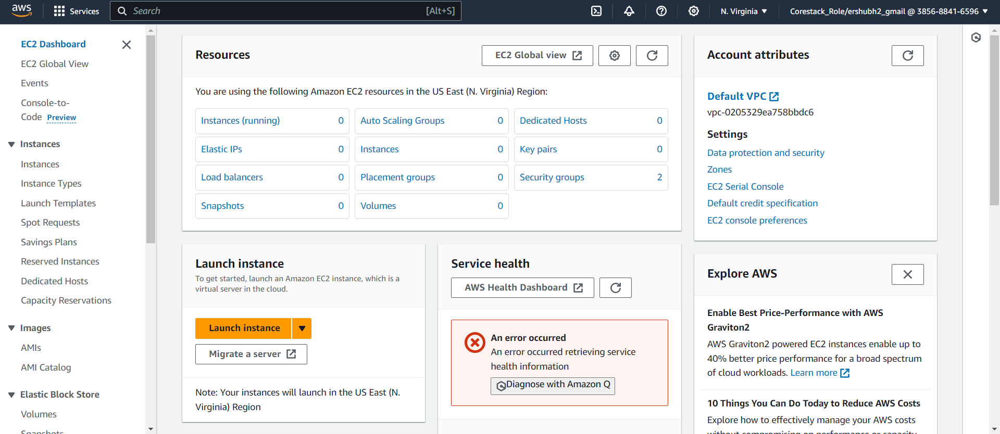 aws
Services
Search
[Alt+S]
N. Virginia
Corestack_Role/ershubh2_gmail @ 3856-8841-6596
EC2 Dashboard
EC2 Global View
Events
Console-to-
Code Preview
Instances
Instances
Instance Types
Launch Templates
Spot Requests
Savings Plans
Reserved Instances
Dedicated Hosts
Capacity Reservations
Images
AMIs
AMI Catalog
Elastic Block Store
Volumes
Snapshots
Resources
EC2 Global view
You are using the following Amazon EC2 resources in the US East (N. Virginia) Region:
Instances (running) 0
Auto Scaling Groups 0
Dedicated Hosts 0
Elastic IPs 0
Instances 0
Key pairs 0
Load balancers 0
Placement groups 0
Security groups 2
Snapshots 0
Volumes 0
Launch instance
To get started, launch an Amazon EC2 instance, which is a
virtual server in the cloud.
Launch instance
Migrate a server
Note: Your instances will launch in the US East (N.
Virginia) Region
Service health
AWS Health Dashboard
An error occurred
An error occurred retrieving service
health information
Diagnose with Amazon Q
Account attributes
Default VPC
vpc-0205329ea758bbdc6
Settings
Data protection and security
Zones
EC2 Serial Console
Default credit specification
EC2 console preferences
Explore AWS
Enable Best Price-Performance with AWS
Graviton2
AWS Graviton2 powered EC2 instances enable up to
40% better price performance for a broad spectrum
of cloud workloads. Learn more
10 Things You Can Do Today to Reduce AWS Costs
Explore how to effectively manage your AWS costs
without compromising on performance or capacity